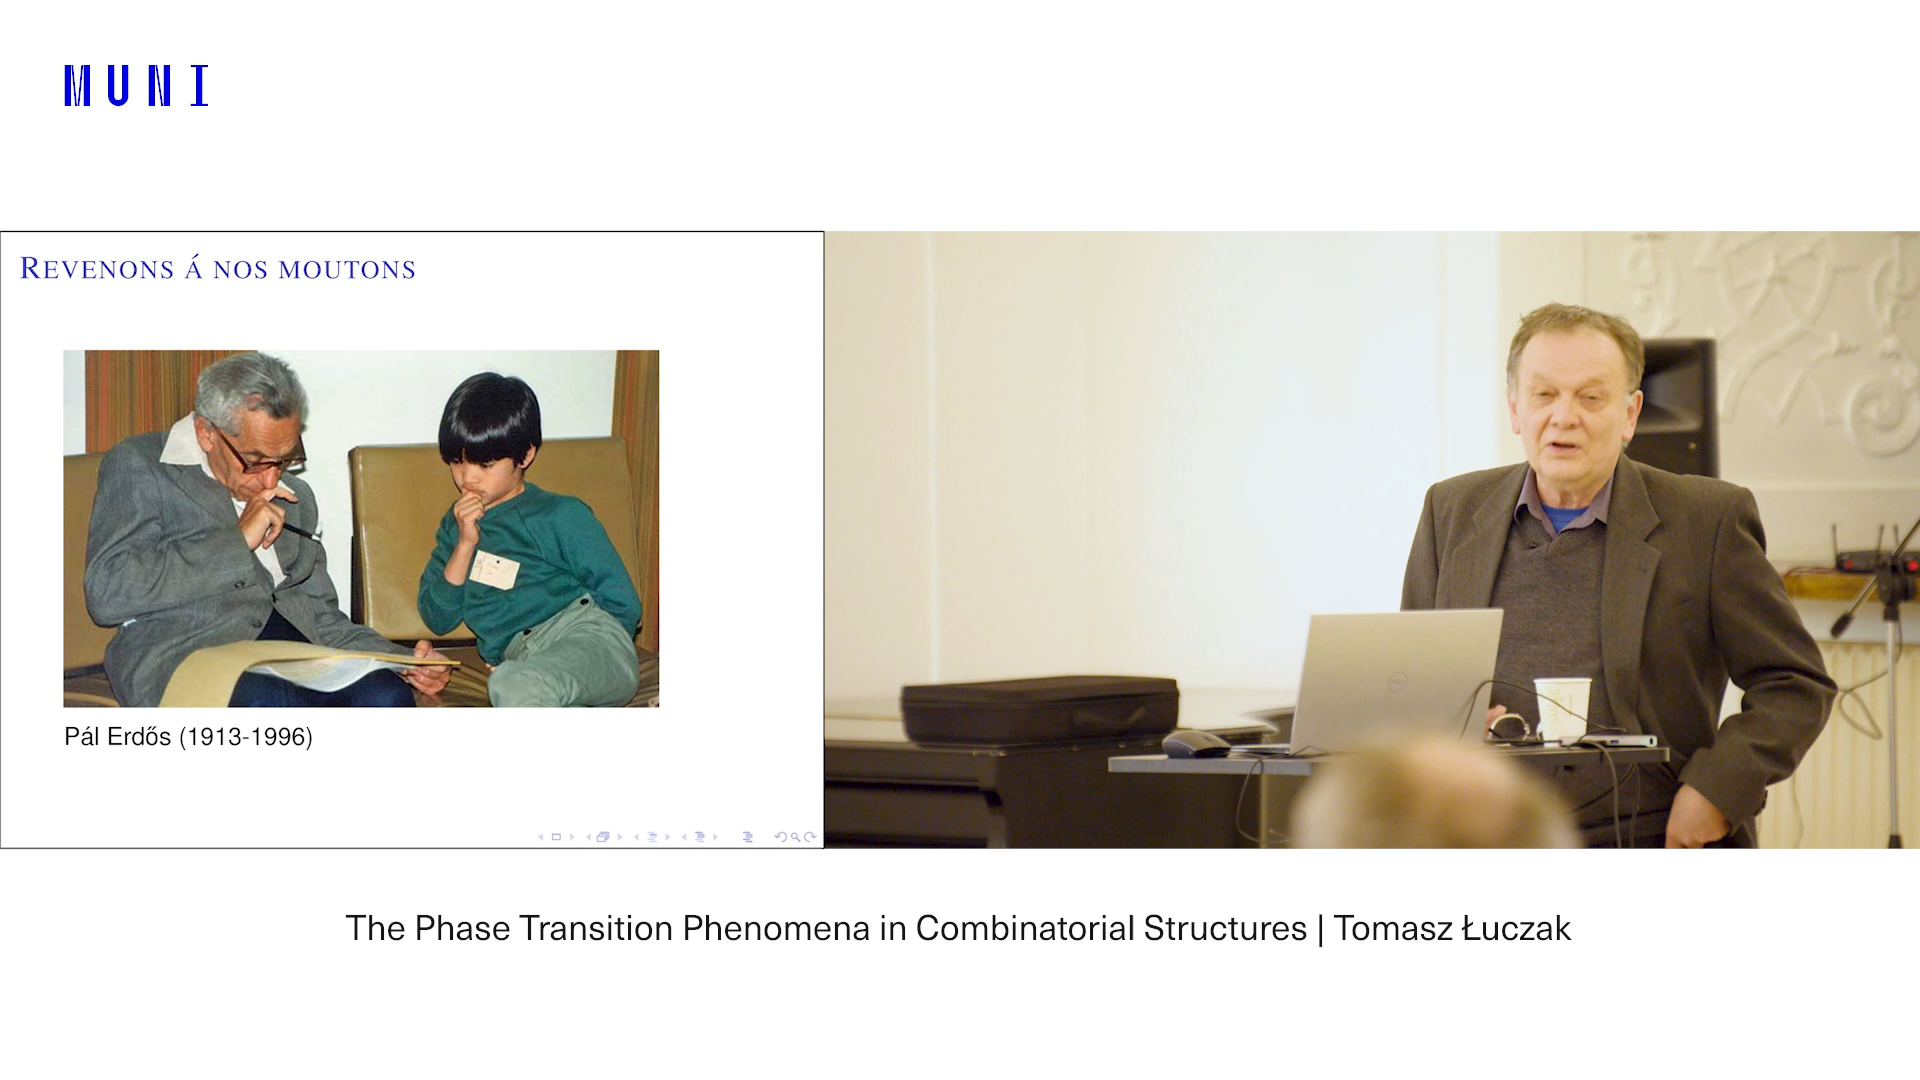 MUNI
REVENONS Á NOS MOUTONS
Pál Erdős (1913-1996)
The Phase Transition Phenomena in Combinatorial Structures | Tomasz Łuczak